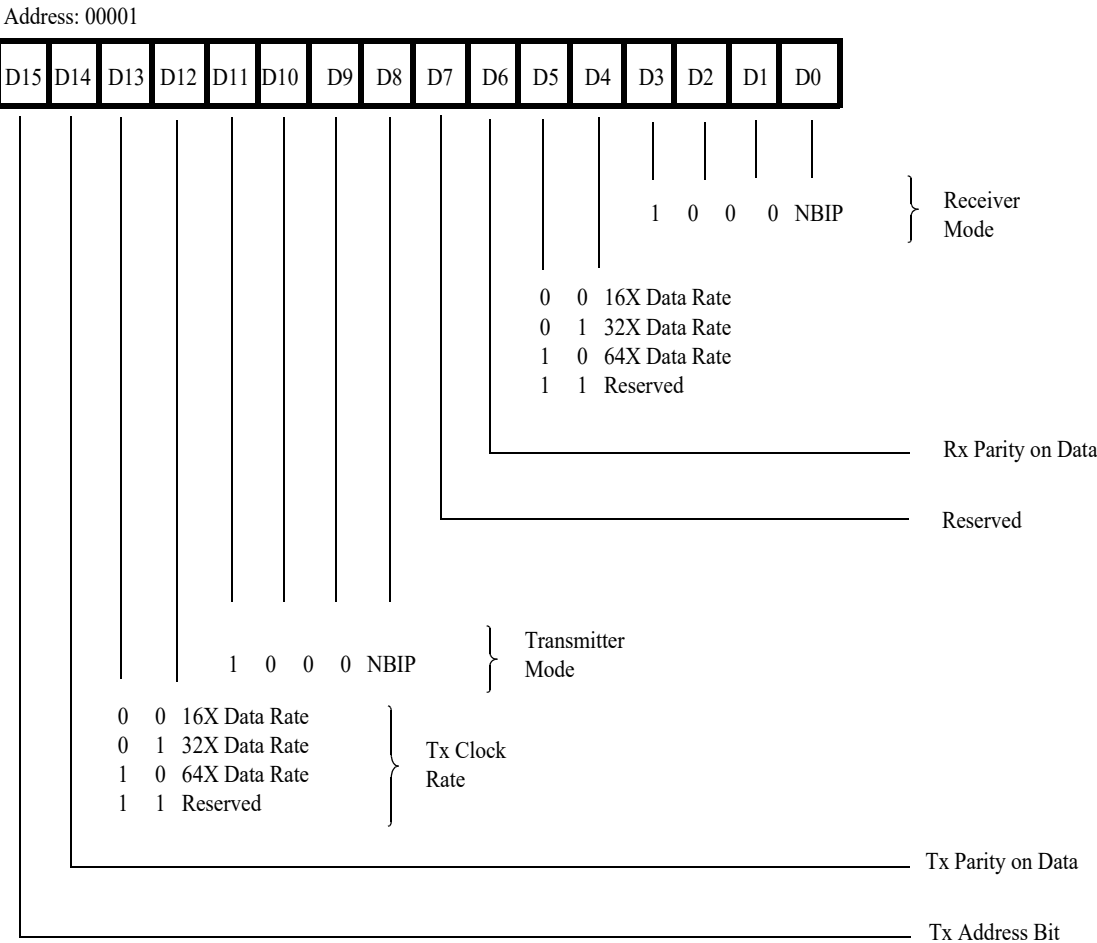 Address: 00001
D15 D14 D13 D12 D11 D10 D9 D8 D7 D6 D5 D4 D3 D2 D1 D0
1 0 0 0 NBIP
Receiver
Mode
0 0 16X Data Rate
0 1 32X Data Rate
1 0 64X Data Rate
1 1 Reserved
Rx Parity on Data
Reserved
1 0 0 0 NBIP
Transmitter
Mode
0 0 16X Data Rate
0 1 32X Data Rate
1 0 64X Data Rate
1 1 Reserved
Tx Clock
Rate
Tx Parity on Data
Tx Address Bit